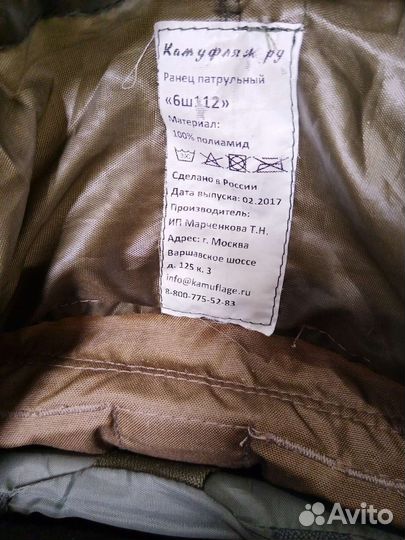 Камуфляж.ру
Ранец патрульный
«6ш112»
Материал:
100% полиамид
Сделано в России
Дата выпуска: 02.2017
Производитель:
ИП Марченкова Т.Н.
Адрес: г. Москва
Варшавское шоссе
д. 125 к. 3
info@kamuflage.ru
8-800-775-52-83
Avito